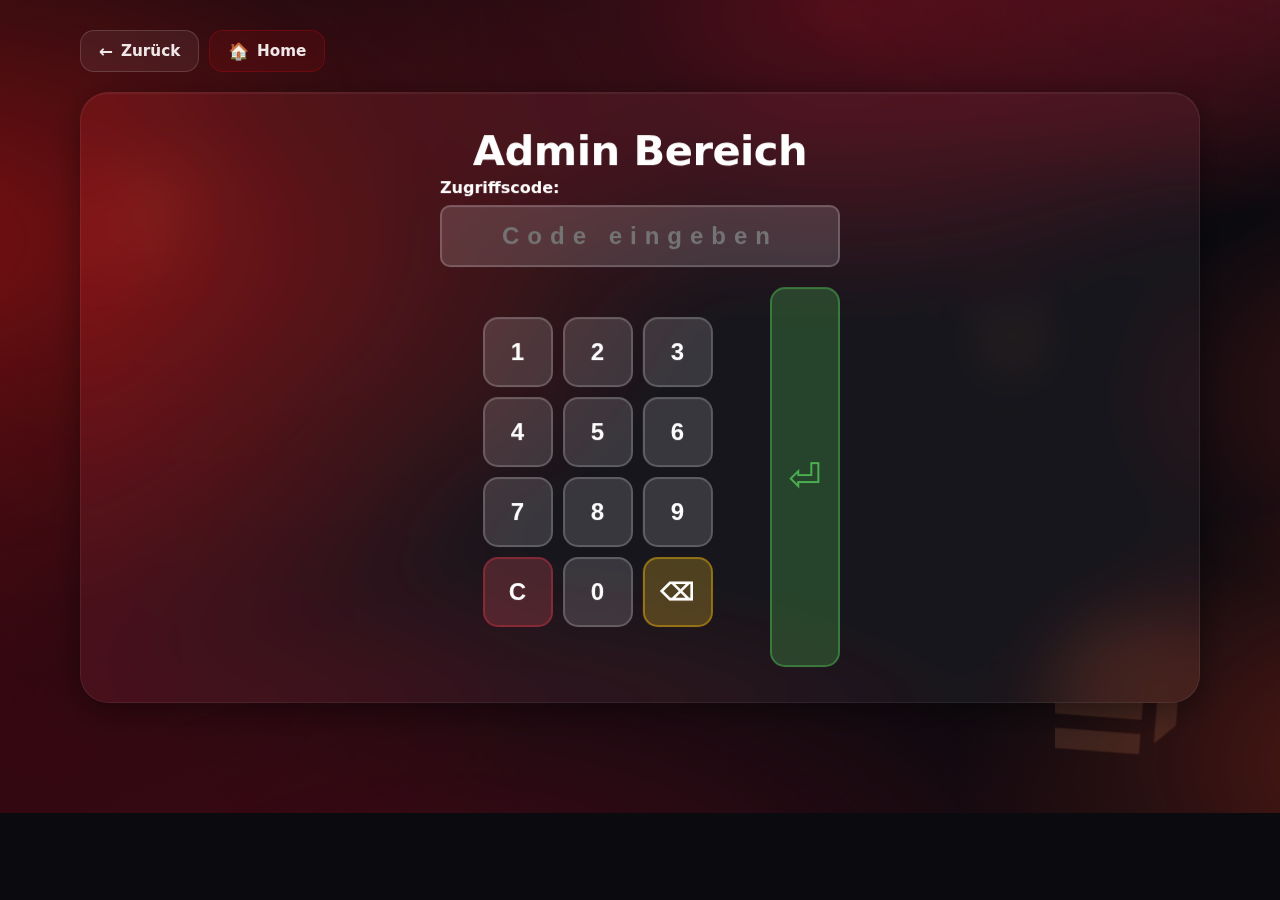 ← Zurück 🏠 Home
Admin Bereich
Zugriffscode:
Code eingeben
1 2 3
4 5 6
⏎
7 8 9
C 0 ⌫